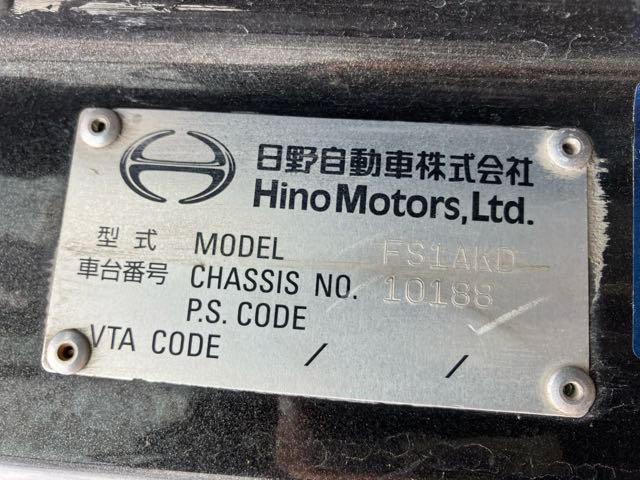 日野自動車株式会社
Hino Motors, Ltd.
型式 MODEL FS1AKD
車台番号 CHASSIS NO. 10188
P.S. CODE
VTA CODE / /